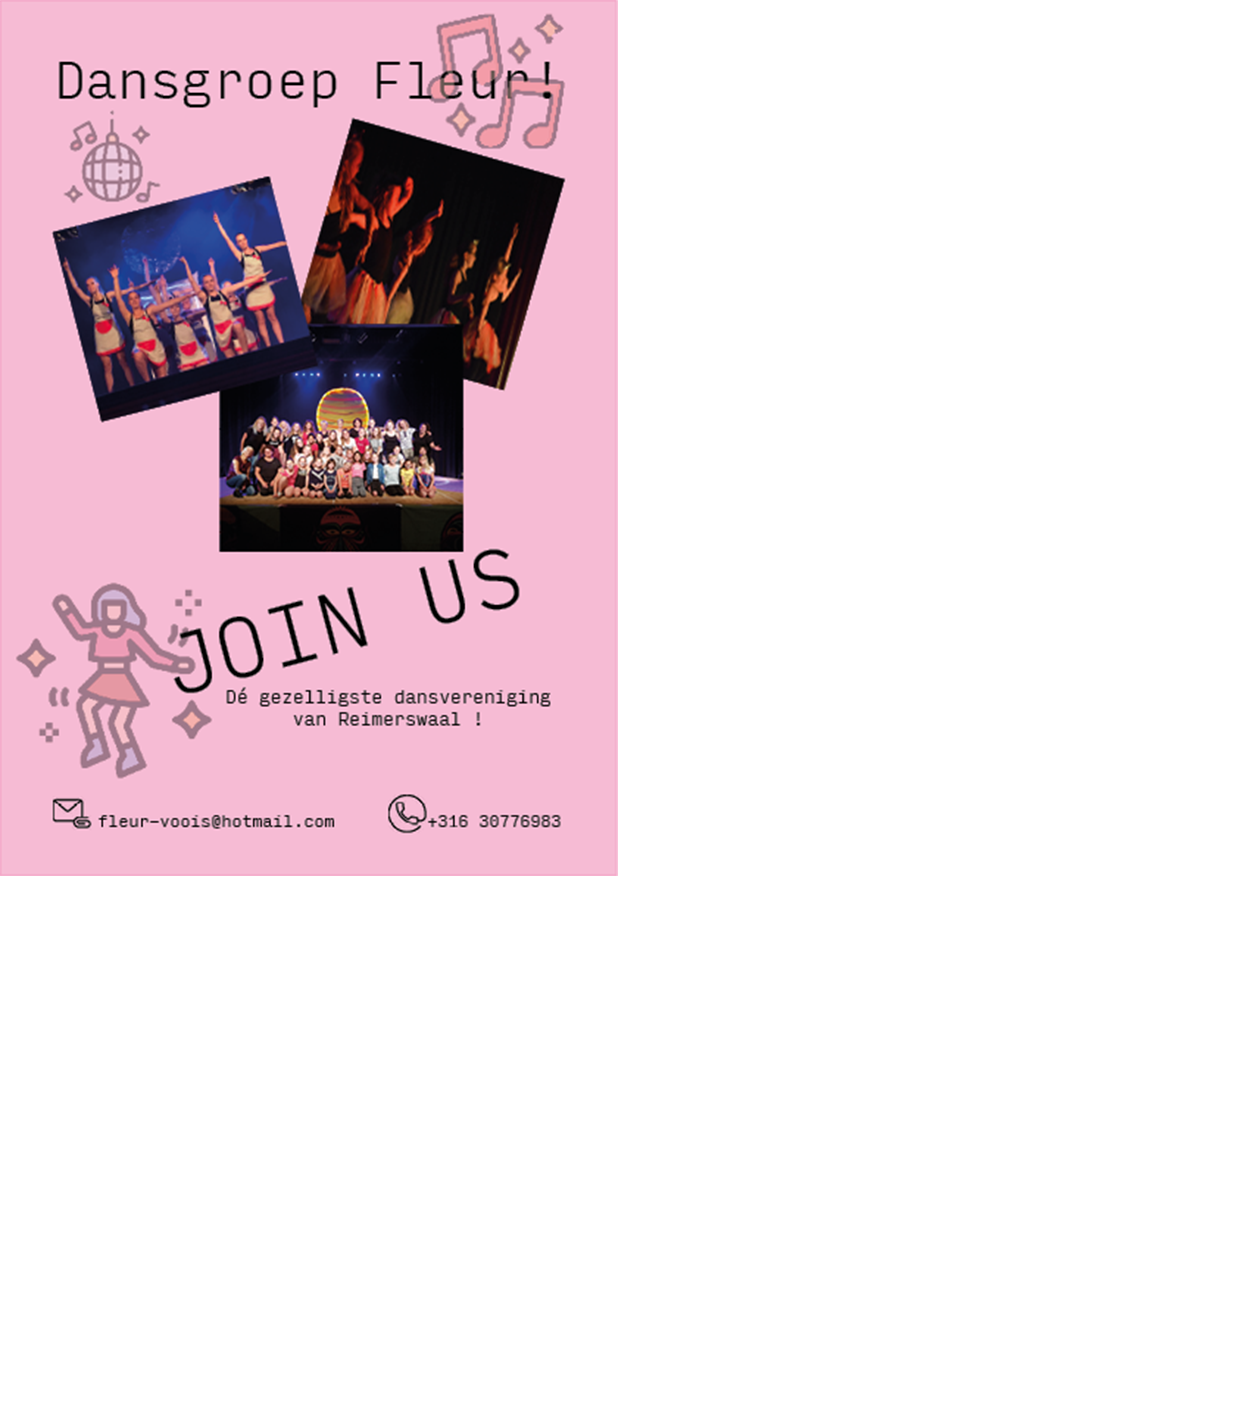 Dansgroep Fleur!
JOIN US
Dé gezelligste dansvereniging
van Reimerswaal !
fleur-voois@hotmail.com
+316 30776983